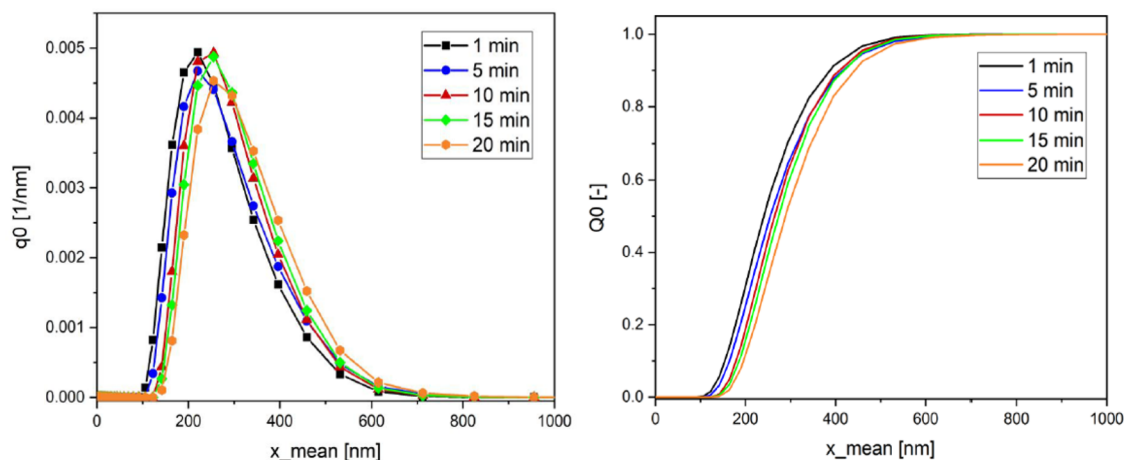 0.005
0.004
0.003
0.002
0.001
0.000
q0 [1/nm]
1 min
5 min
10 min
15 min
20 min
0 200 400 600 800 1000
x_mean [nm]
1.0
0.8
0.6
0.4
0.2
0.0
Q0 [-]
1 min
5 min
10 min
15 min
20 min
0 200 400 600 800 1000
x_mean [nm]